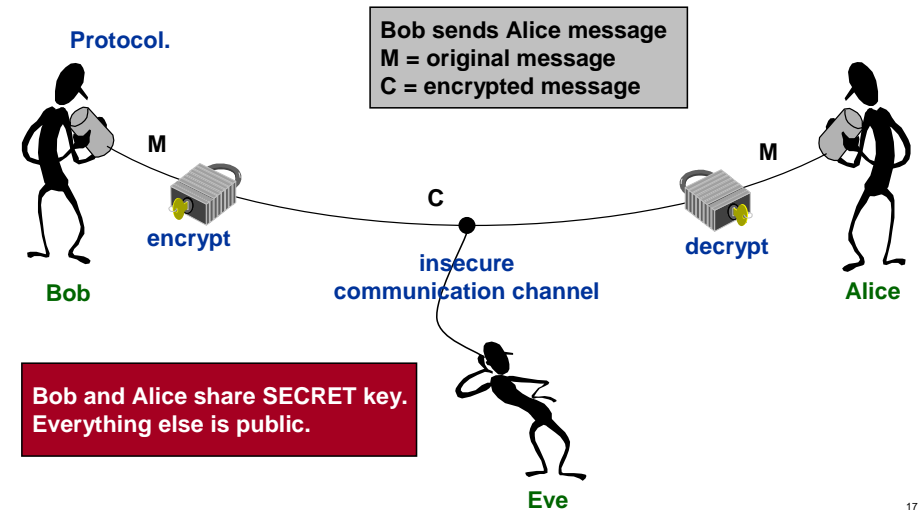 Protocol.
Bob sends Alice message
M = original message
C = encrypted message
M
M
C
encrypt
decrypt
insecure
communication channel
Bob
Alice
Bob and Alice share SECRET key.
Everything else is public.
Eve
17